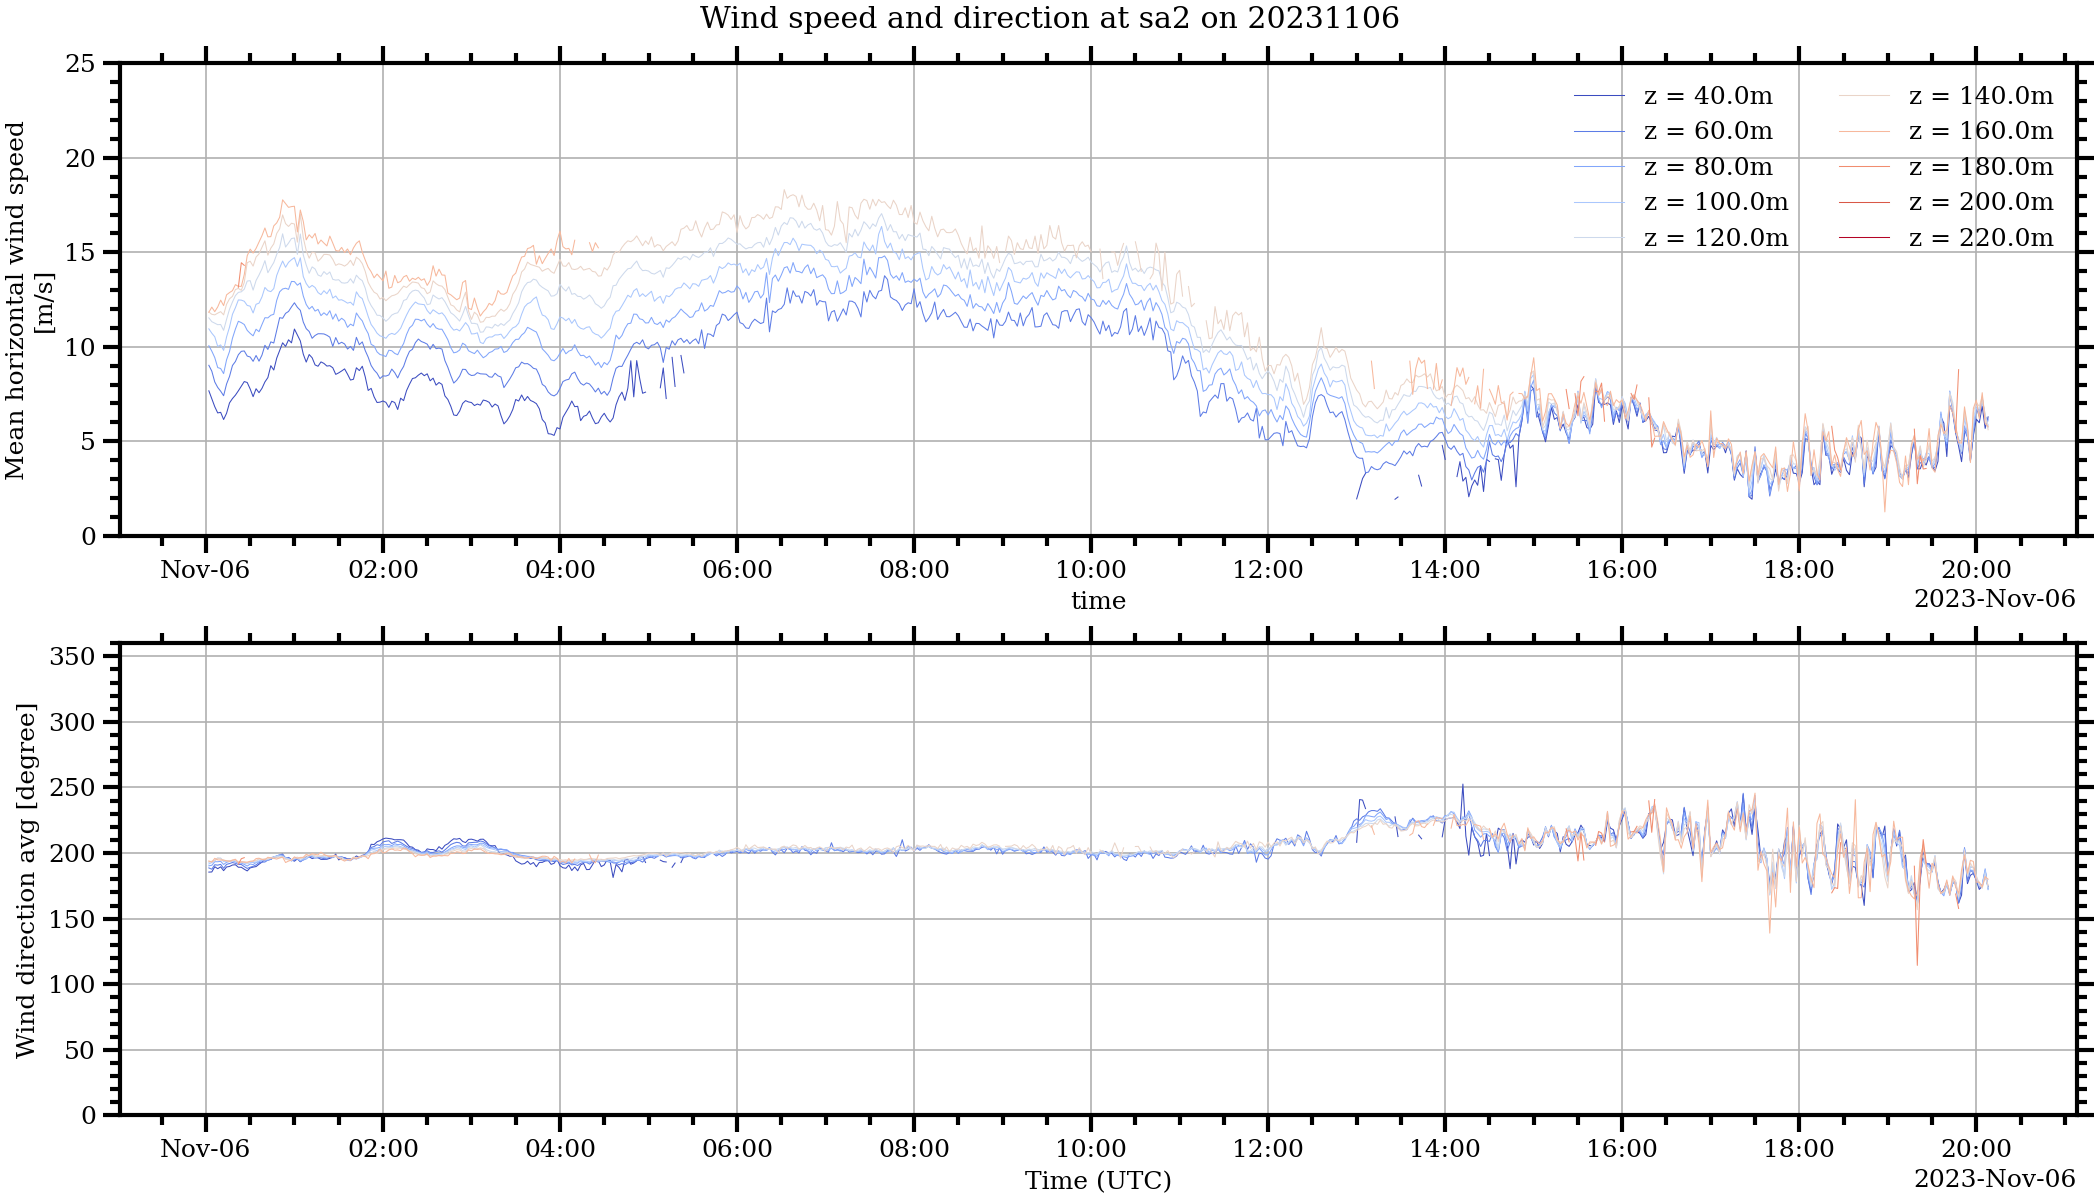 Wind speed and direction at sa2 on 20231106
25
20
15
10
5
0
Mean horizontal wind speed
[m/s]
z = 40.0m
z = 60.0m
z = 80.0m
z = 100.0m
z = 120.0m
z = 140.0m
z = 160.0m
z = 180.0m
z = 200.0m
z = 220.0m
Nov-06 02:00 04:00 06:00 08:00 10:00 12:00 14:00 16:00 18:00 20:00
time
2023-Nov-06
350
300
250
200
150
100
50
0
Wind direction avg [degree]
Nov-06 02:00 04:00 06:00 08:00 10:00 12:00 14:00 16:00 18:00 20:00
Time (UTC)
2023-Nov-06